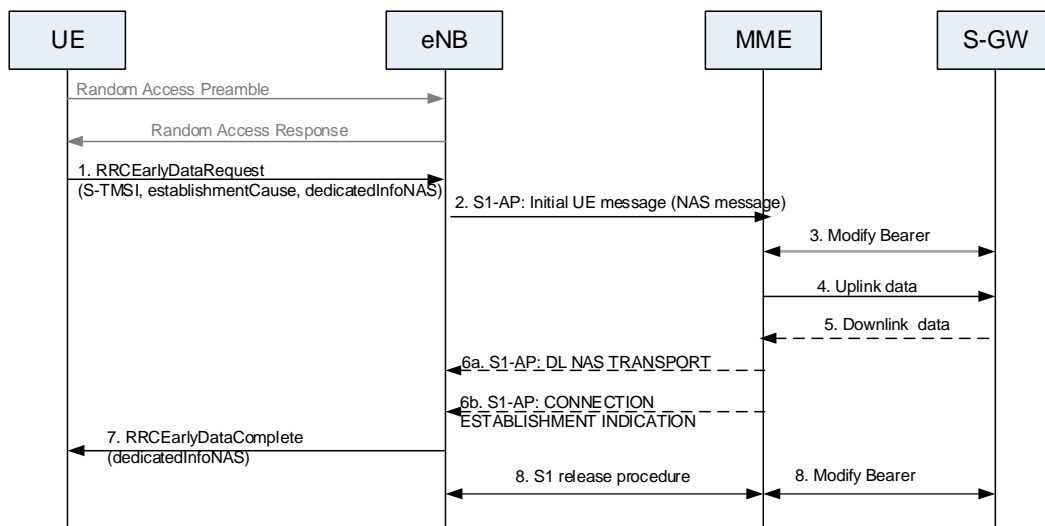 UE
eNB
MME
S-GW
Random Access Preamble
Random Access Response
1. RRCEarlyDataRequest
(S-TMSI, establishmentCause, dedicatedInfoNAS)
2. S1-AP: Initial UE message (NAS message)
3. Modify Bearer
4. Uplink data
5. Downlink data
6a. S1-AP: DL NAS TRANSPORT
6b. S1-AP: CONNECTION
ESTABLISHMENT INDICATION
7. RRCEarlyDataComplete
(dedicatedInfoNAS)
8. S1 release procedure
8. Modify Bearer